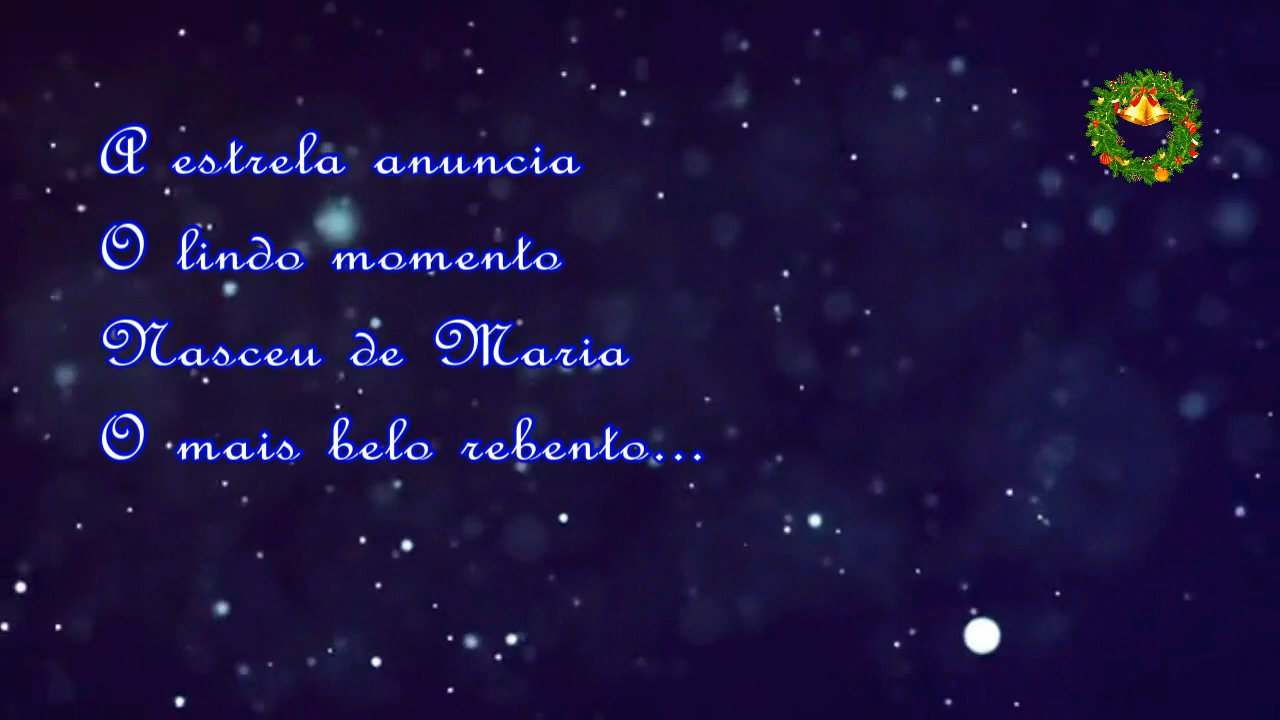 A estrela anuncia
O lindo momento
Nasceu de Maria
O mais belo rebento...